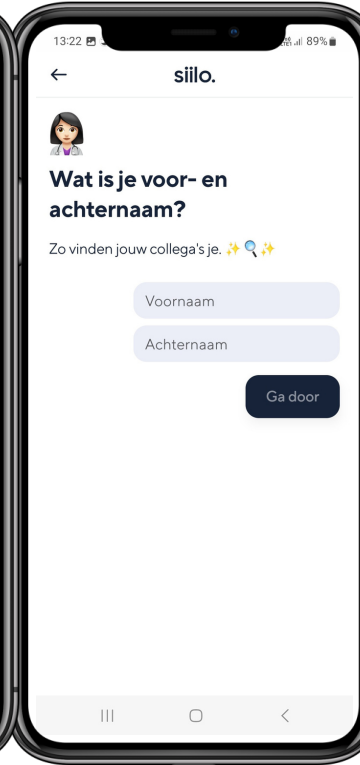 13:22
89%
siilo.
Wat is je voor- en
achternaam?
Zo vinden jouw collega's je. ✨🔍✨
Voornaam
Achternaam
Ga door